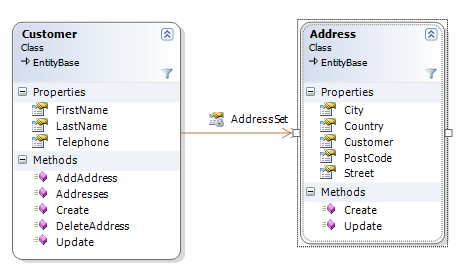 Customer
Class
EntityBase
Properties
FirstName
LastName
Telephone
Methods
AddAddress
Addresses
Create
DeleteAddress
Update
AddressSet
Address
Class
EntityBase
Properties
City
Country
Customer
PostCode
Street
Methods
Create
Update